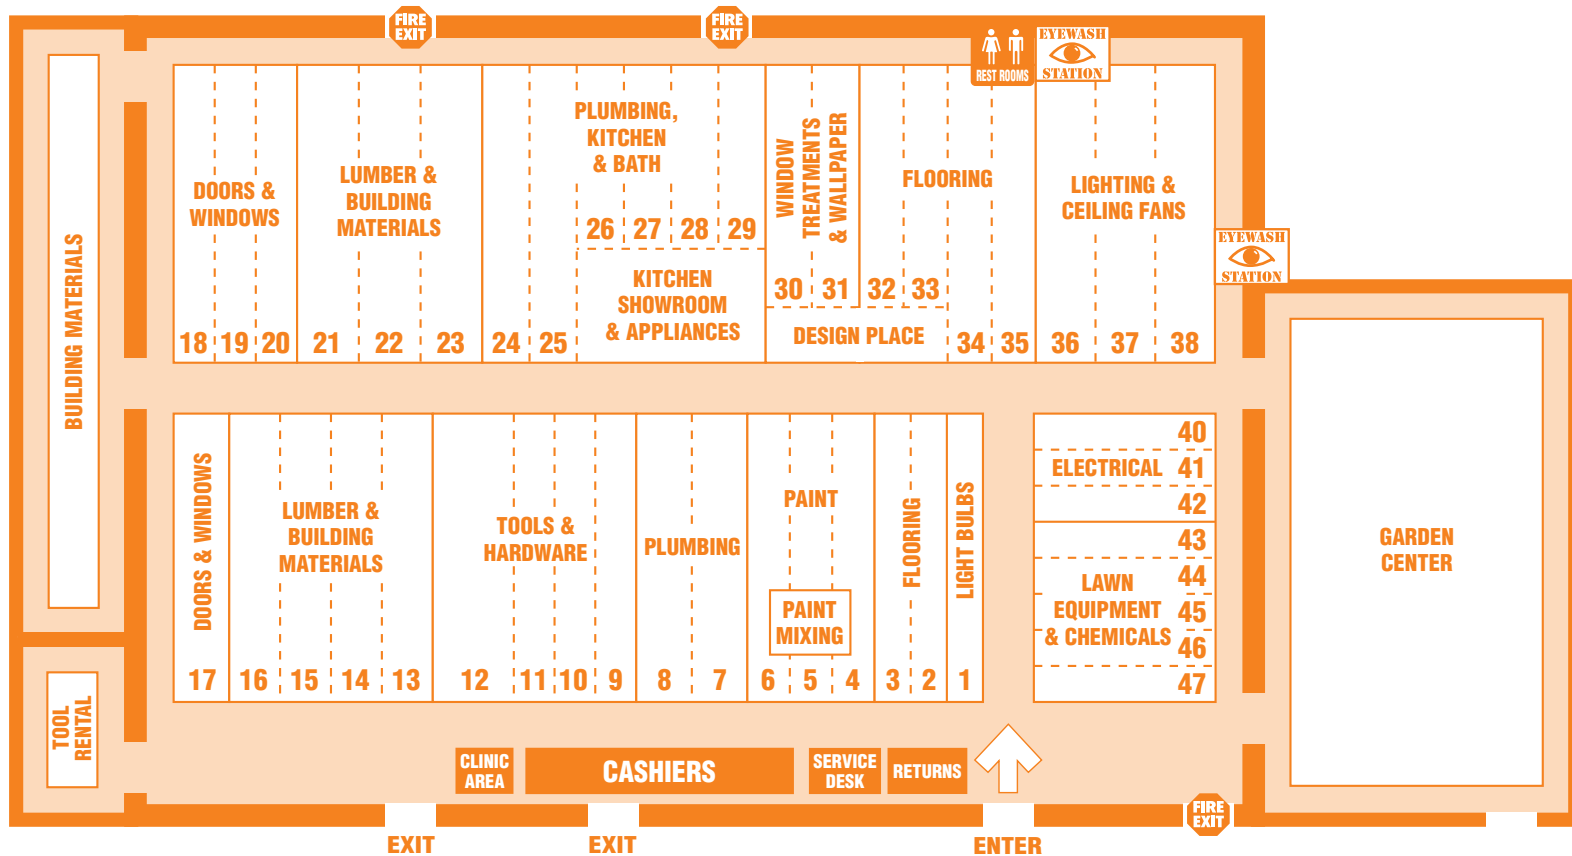 FIRE
EXIT
FIRE
EXIT
REST ROOMS
EYEWASH
STATION
BUILDING MATERIALS
DOORS &
WINDOWS
18 19 20
LUMBER &
BUILDING
MATERIALS
21 22 23
PLUMBING,
KITCHEN
& BATH
26 27 28 29
KITCHEN
SHOWROOM
& APPLIANCES
24 25
WINDOW
TREATMENTS
& WALLPAPER
30 31
FLOORING
32 33
DESIGN PLACE
34 35
LIGHTING &
CEILING FANS
36 37 38
EYEWASH
STATION
DOORS & WINDOWS
17
LUMBER &
BUILDING
MATERIALS
16 15 14 13
TOOLS &
HARDWARE
12 11 10 9
PLUMBING
8 7
PAINT
PAINT
MIXING
6 5 4
FLOORING
3 2
LIGHT BULBS
1
40
ELECTRICAL 41
42
43
44
LAWN
EQUIPMENT
& CHEMICALS
45
46
47
GARDEN
CENTER
TOOL
RENTAL
CLINIC
AREA
CASHIERS
SERVICE
DESK
RETURNS
FIRE
EXIT
EXIT
EXIT
ENTER